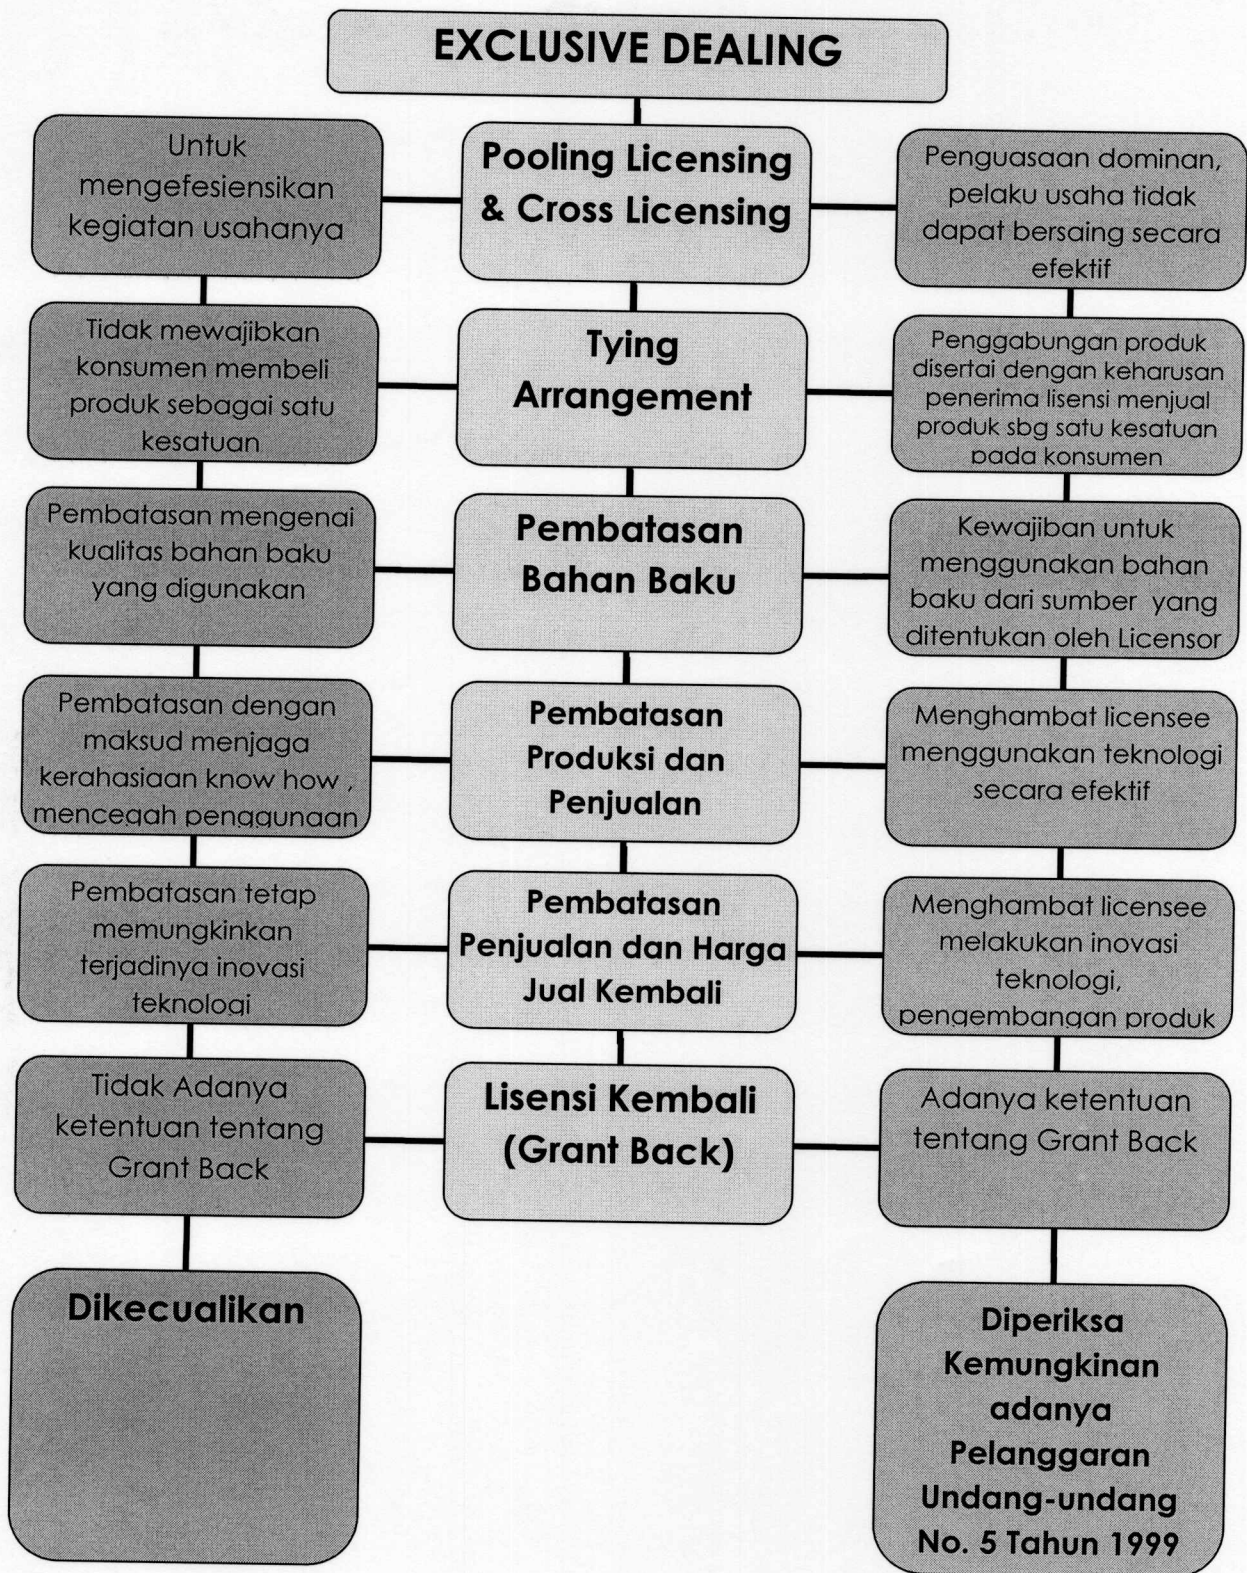 EXCLUSIVE DEALING
Untuk
mengefesiensikan
kegiatan usahanya
Pooling Licensing
& Cross Licensing
Penguasaan dominan,
pelaku usaha tidak
dapat bersaing secara
efektif
Tidak mewajibkan
konsumen membeli
produk sebagai satu
kesatuan
Tying
Arrangement
Penggabungan produk
disertai dengan keharusan
penerima lisensi menjual
produk sbg satu kesatuan
pada konsumen
Pembatasan mengenai
kualitas bahan baku
yang digunakan
Pembatasan
Bahan Baku
Kewajiban untuk
menggunakan bahan
baku dari sumber yang
ditentukan oleh Licensor
Pembatasan dengan
maksud menjaga
kerahasiaan know how ,
mencegah penggunaan
Pembatasan
Produksi dan
Penjualan
Menghambat licensee
menggunakan teknologi
secara efektif
Pembatasan tetap
memungkinkan
terjadinya inovasi
teknologi
Pembatasan
Penjualan dan Harga
Jual Kembali
Menghambat licensee
melakukan inovasi
teknologi,
pengembangan produk
Tidak Adanya
ketentuan tentang
Grant Back
Lisensi Kembali
(Grant Back)
Adanya ketentuan
tentang Grant Back
Dikecualikan
Diperiksa
Kemungkinan
adanya
Pelanggaran
Undang-undang
No. 5 Tahun 1999